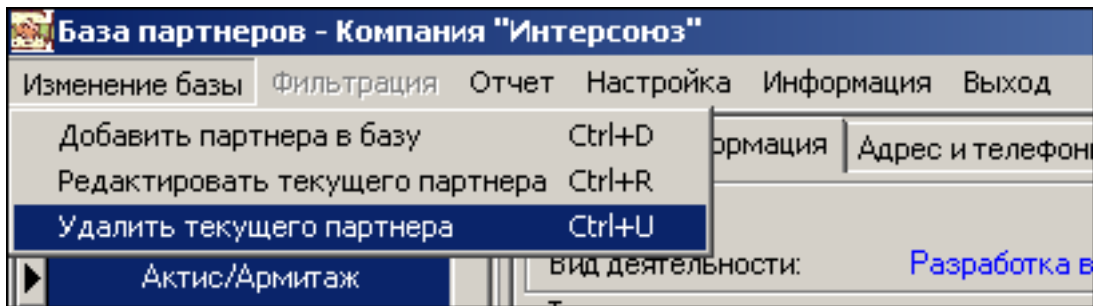 База партнеров - Компания "Интерсоюз"
Изменение базы Фильтрация Отчет Настройка Информация Выход
Добавить партнера в базу Ctrl+D
Редактировать текущего партнера Ctrl+R
Удалить текущего партнера Ctrl+U
Адрес и
Актис/Армитаж
Вид деятельности: Разработка